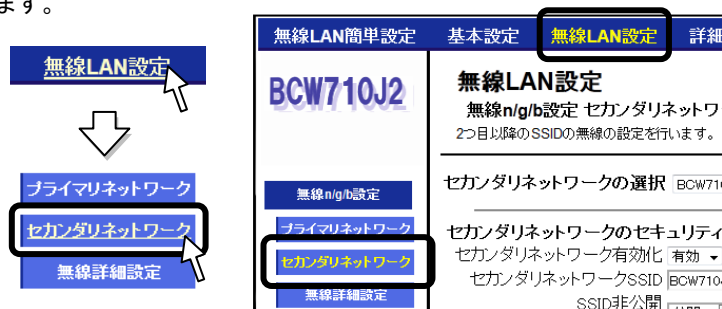 ます。
無線LAN設定
プライマリネットワーク
セカンダリネットワーク
無線詳細設定
無線LAN簡単設定 基本設定 無線LAN設定 詳細
BCW710J2
無線LAN設定
無線n/g/b設定 セカンダリネットワ
2つ目以降のSSIDの無線の設定を行います。
無線n/g/b設定
プライマリネットワーク
セカンダリネットワーク
無線詳細設定
セカンダリネットワークの選択 BCW71
セカンダリネットワークのセキュリティ
セカンダリネットワーク有効化 有効
セカンダリネットワークSSID BCW710
SSID非公開